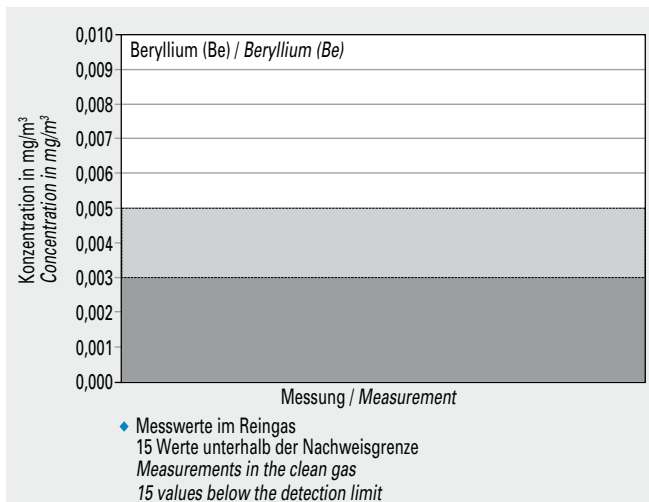 Beryllium (Be) / Beryllium (Be)
Konzentration in mg/m³
Concentration in mg/m³
0,010
0,009
0,008
0,007
0,006
0,005
0,004
0,003
0,002
0,001
0,000
Messung / Measurement
Messwerte im Reingas
15 Werte unterhalb der Nachweisgrenze
Measurements in the clean gas
15 values below the detection limit